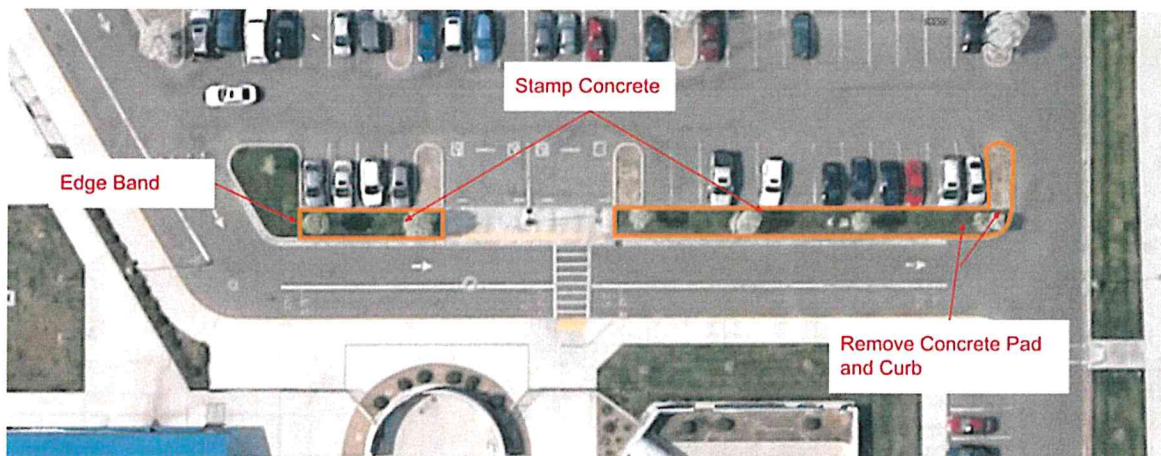 Stamp Concrete
Edge Band
Remove Concrete Pad
and Curb